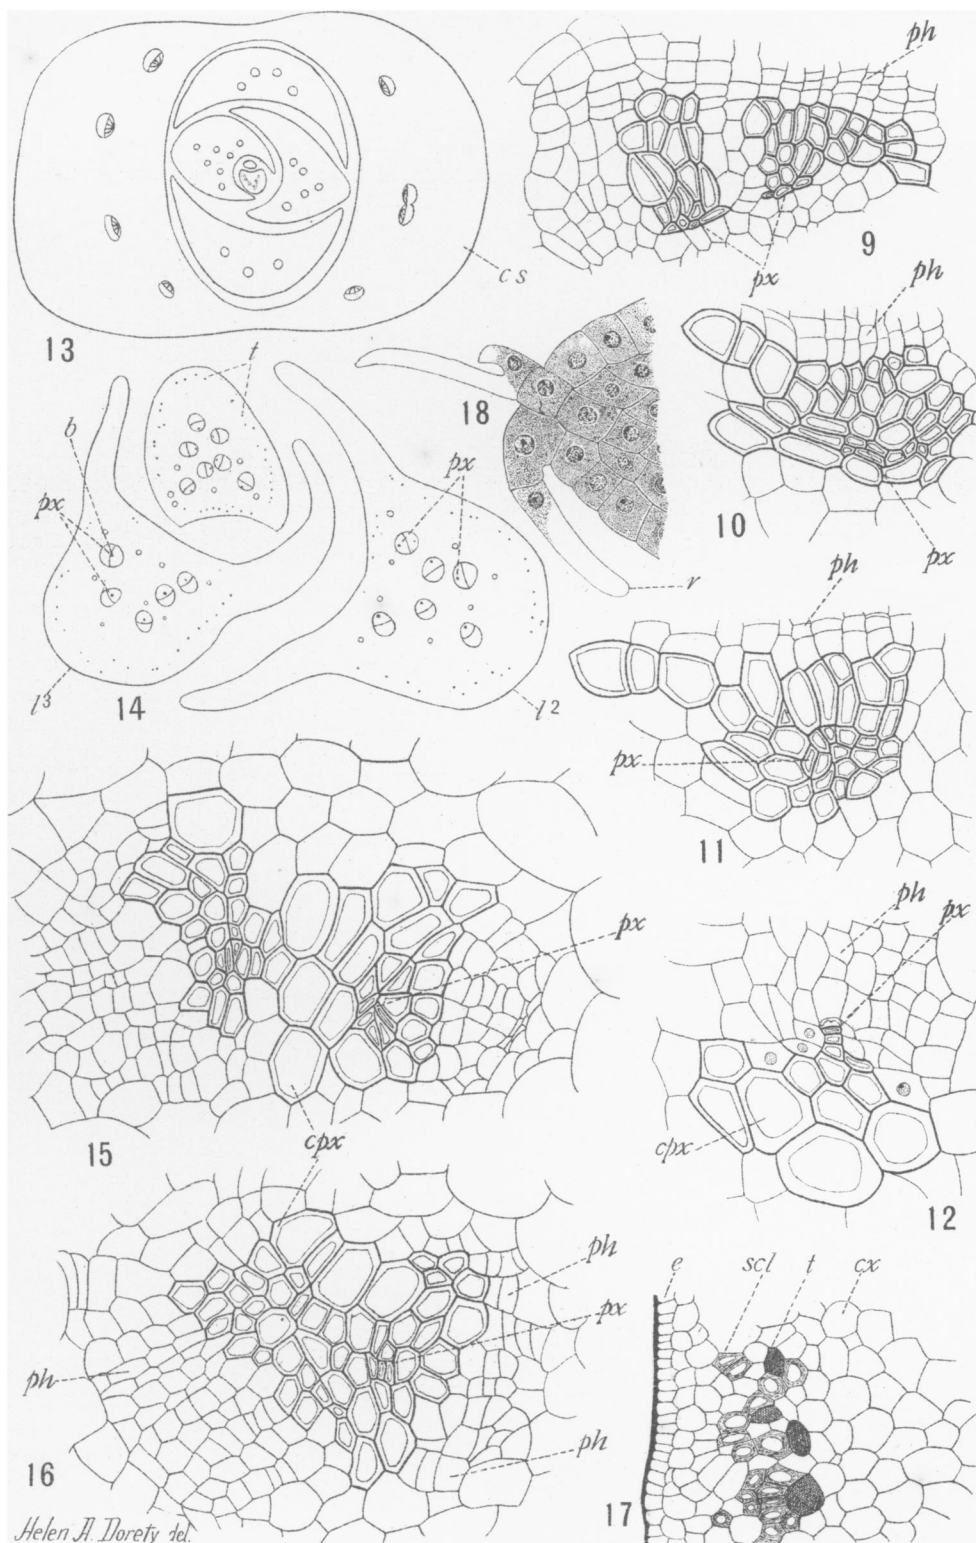 ph
9
px
c s
13
ph
10
px
t
b
px
px
18
r
l3
14
l2
ph
px
11
15
px
cpx
ph
px
cpx
12
16
ph
px
ph
ph
e scl t cx
17
Helen A. Dorety del.